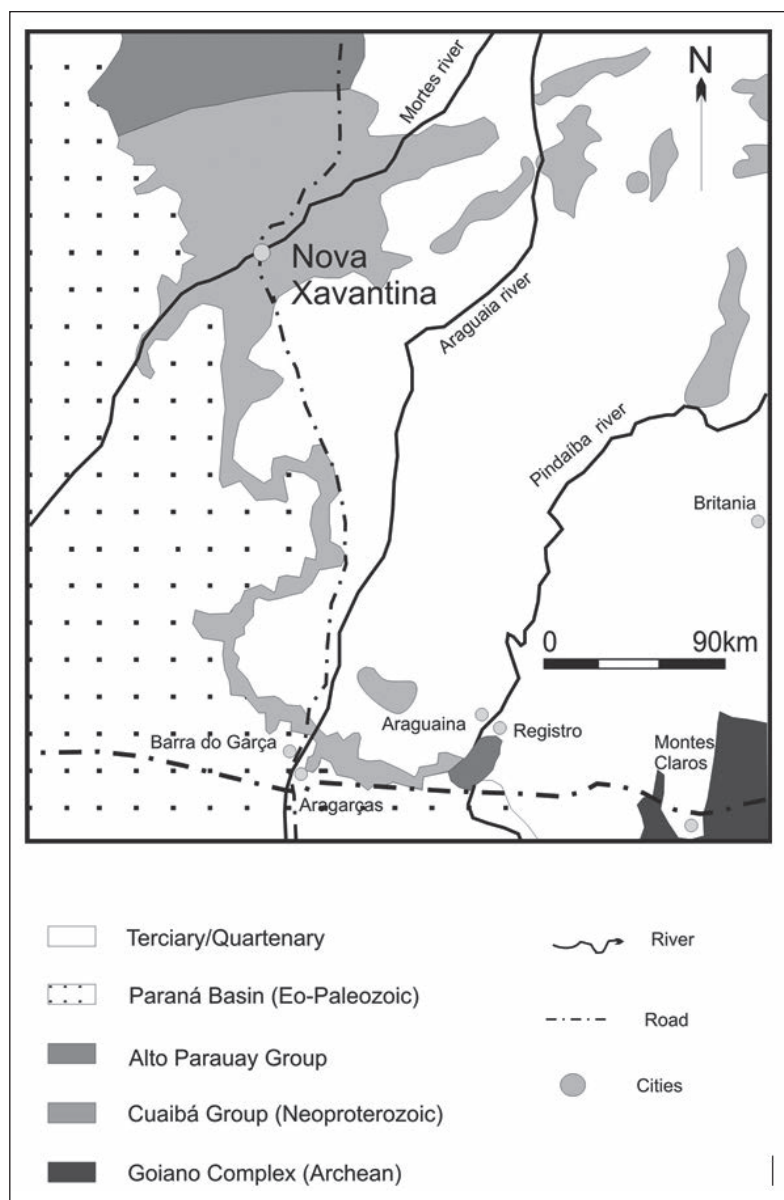 N
Mortes river
Nova
Xavantina
Araguaia river
Pindaiba river
Britania
0 90km
Araguaina
Registro
Barra do Garça
Montes
Claros
Aragarças
Terciary/Quartenary
River
Paraná Basin (Eo-Paleozoic)
Road
Alto Parauay Group
Cities
Cuaibá Group (Neoproterozoic)
Goiano Complex (Archean)